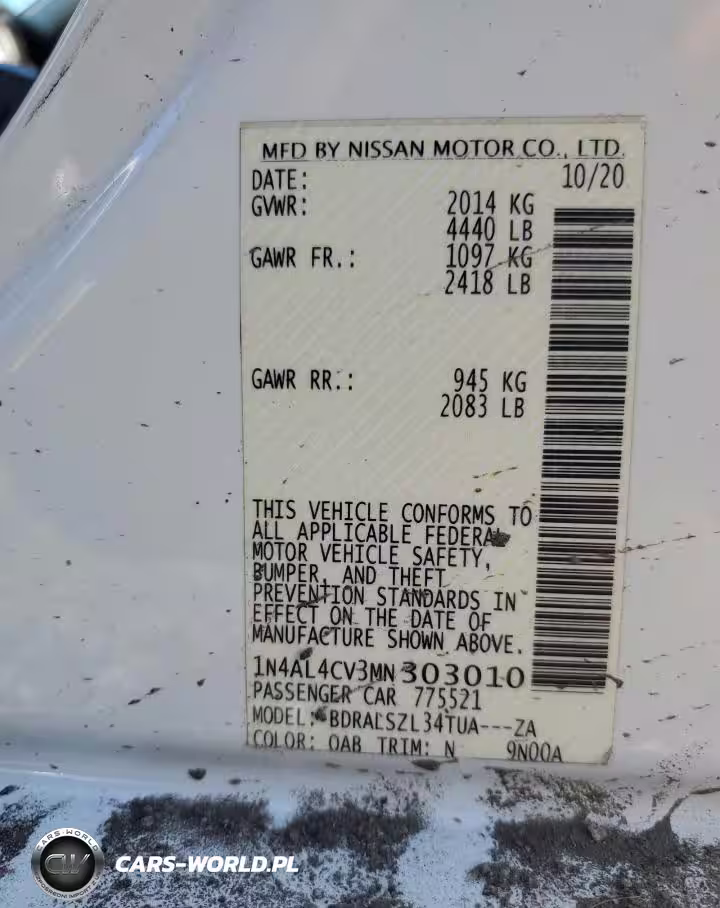 MFD BY NISSAN MOTOR CO., LTD.
DATE: 10/20
GVWR: 2014 KG
4440 LB
GAWR FR.: 1097 KG
2418 LB
GAWR RR.: 945 KG
2083 LB
THIS VEHICLE CONFORMS TO
ALL APPLICABLE FEDERAL
MOTOR VEHICLE SAFETY,
BUMPER, AND THEFT
PREVENTION STANDARDS IN
EFFECT ON THE DATE OF
MANUFACTURE SHOWN ABOVE.
1N4AL4CV3MN303010
PASSENGER CAR 775521
MODEL: BDRALSZL34TUA---ZA
COLOR: QAB TRIM: N 9N00A
CARS-WORLD
CW
CARS-WORLD.PL